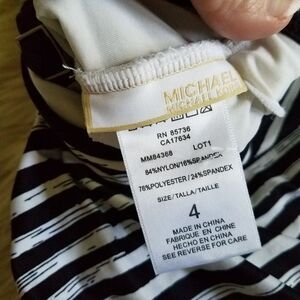 MICHAEL
MICHAEL KORS
RN 85736
CA17634
MM84368 LOT1
84%NYLON/16%SPANDEX
76%POLYESTER/24%SPANDEX
SIZE/TALLA/TAILLE
4
MADE IN CHINA
FABRIQUE EN CHINE
HECHO EN CHINA
SEE REVERSE FOR CARE